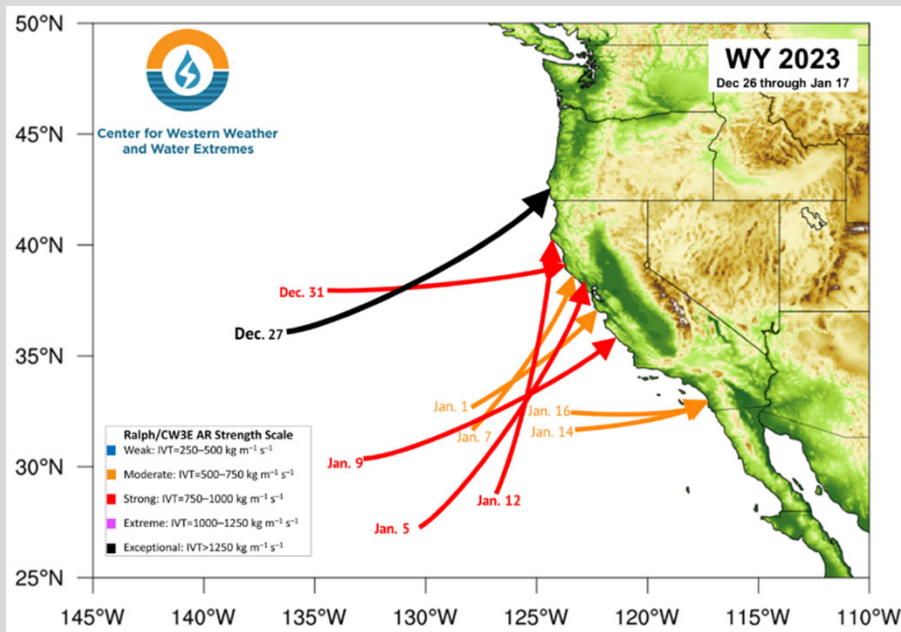 50°N
WY 2023
Dec 26 through Jan 17
Center for Western Weather
and Water Extremes
45°N
40°N
Dec. 31
Dec. 27
35°N
Jan. 1
Jan. 16
Jan. 7
Jan. 14
Ralph/CW3E AR Strength Scale
Weak: IVT=250–500 kg m⁻¹ s⁻¹
Moderate: IVT=500–750 kg m⁻¹ s⁻¹
Strong: IVT=750–1000 kg m⁻¹ s⁻¹
Extreme: IVT=1000–1250 kg m⁻¹ s⁻¹
Exceptional: IVT>1250 kg m⁻¹ s⁻¹
Jan. 9
30°N
Jan. 12
Jan. 5
25°N
145°W
140°W
135°W
130°W
125°W
120°W
115°W
110°W